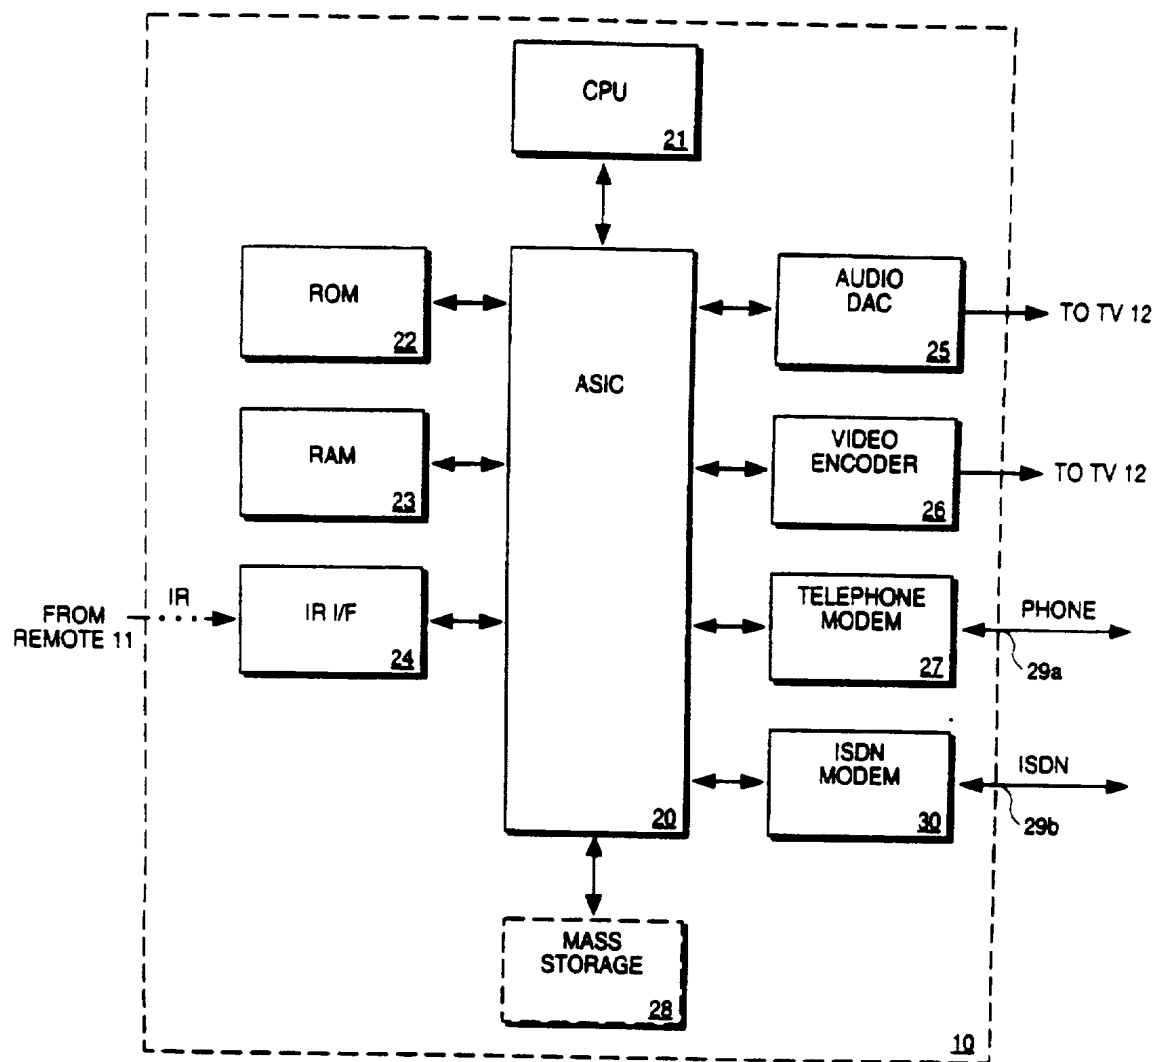 CPU
21
ROM
22
RAM
23
IR
FROM
REMOTE 11
IR I/F
24
ASIC
20
AUDIO
DAC
25
TO TV 12
VIDEO
ENCODER
26
TO TV 12
TELEPHONE
MODEM
27
PHONE
29a
ISDN
MODEM
30
ISDN
29b
MASS
STORAGE
28
10